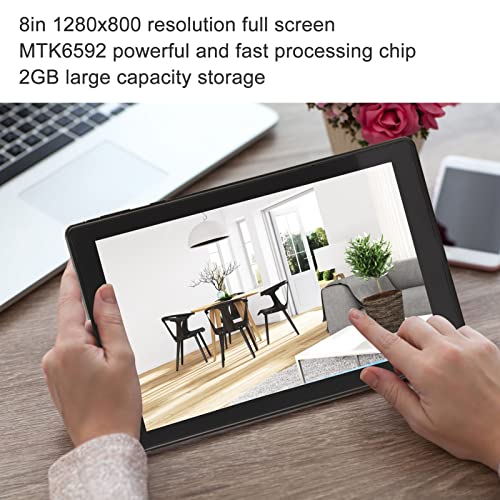 8in 1280x800 resolution full screen
MTK6592 powerful and fast processing chip
2GB large capacity storage